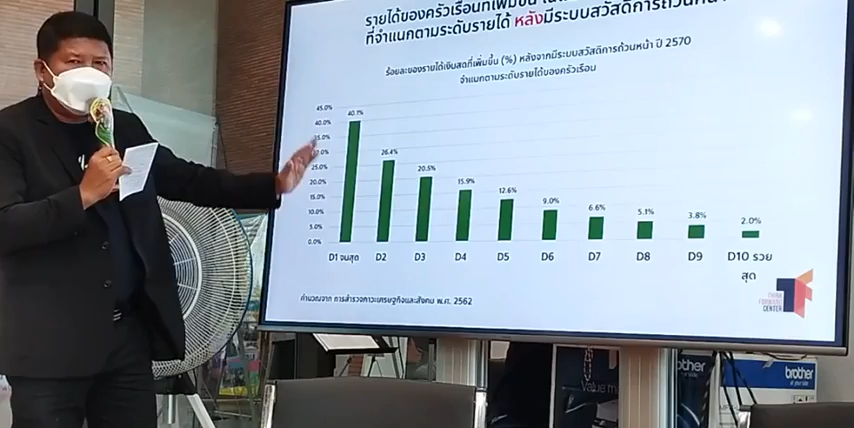 รายได้ของครัวเรือนที่เพิ่มขึ้น
ที่จำแนกตามระดับรายได้ หลังมีระบบสวัสดิการถ้วนหน้า
ร้อยละของรายได้เงินสดที่เพิ่มขึ้น (%) หลังจากมีระบบสวัสดิการถ้วนหน้า ปี 2570
จำแนกตามระดับรายได้ของครัวเรือน
45.0%
40.0%
35.0%
30.0%
25.0%
20.0%
15.0%
10.0%
5.0%
0.0%
40.1% 26.4% 20.5% 15.9% 12.6% 9.0% 6.6% 5.1% 3.8% 2.0%
D1 จนสุด D2 D3 D4 D5 D6 D7 D8 D9 D10 รวย
สุด
คำนวณจาก การสำรวจภาวะเศรษฐกิจและสังคม พ.ศ. 2562
THINK
FORWARD
CENTER
brother
at your side
Value